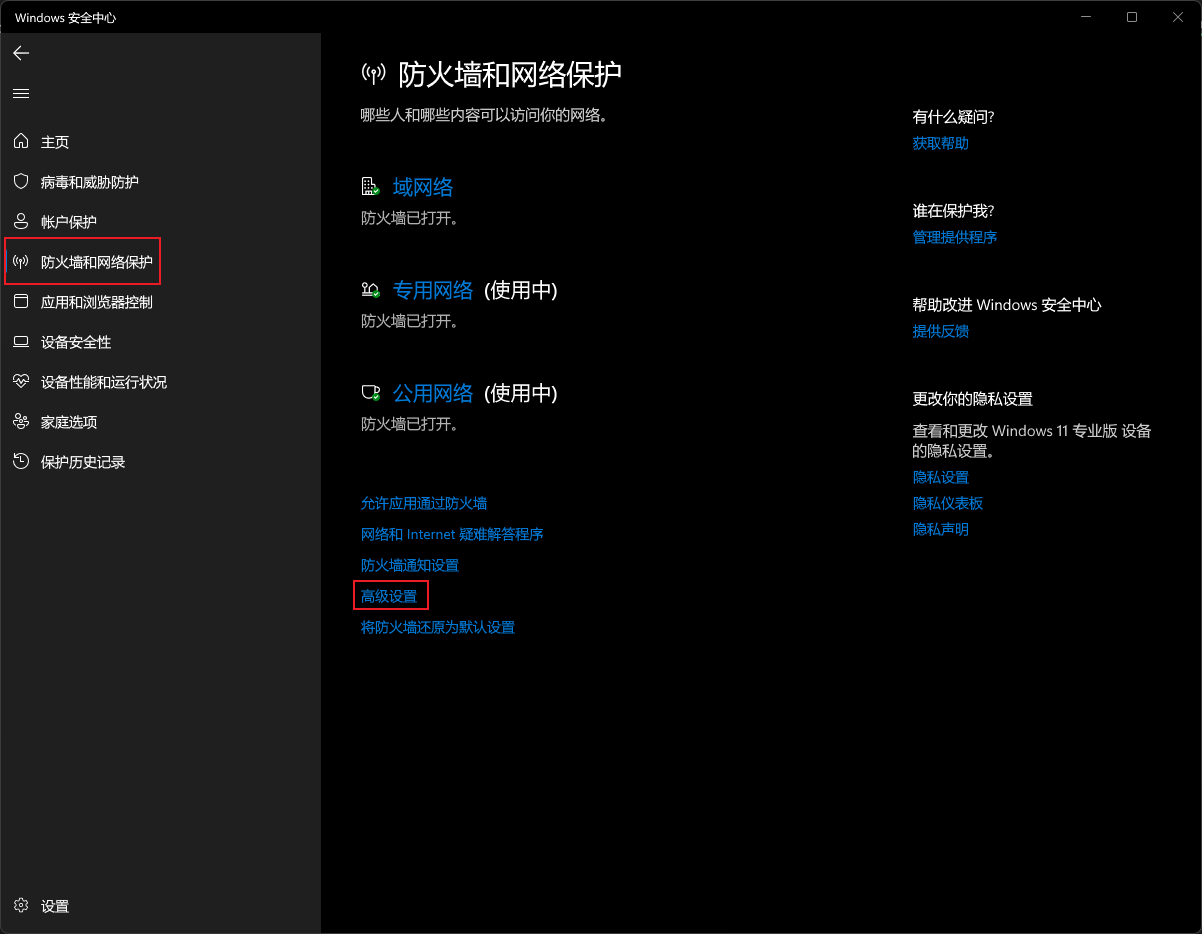 Windows 安全中心
主页
病毒和威胁防护
帐户保护
防火墙和网络保护
应用和浏览器控制
设备安全性
设备性能和运行状况
家庭选项
保护历史记录
设置
防火墙和网络保护
哪些人和哪些内容可以访问你的网络。
域网络
防火墙已打开。
专用网络 (使用中)
防火墙已打开。
公用网络 (使用中)
防火墙已打开。
允许应用通过防火墙
网络和 Internet 疑难解答程序
防火墙通知设置
高级设置
将防火墙还原为默认设置
有什么疑问?
获取帮助
谁在保护我?
管理提供程序
帮助改进 Windows 安全中心
提供反馈
更改你的隐私设置
查看和更改 Windows 11 专业版 设备
的隐私设置。
隐私设置
隐私仪表板
隐私声明